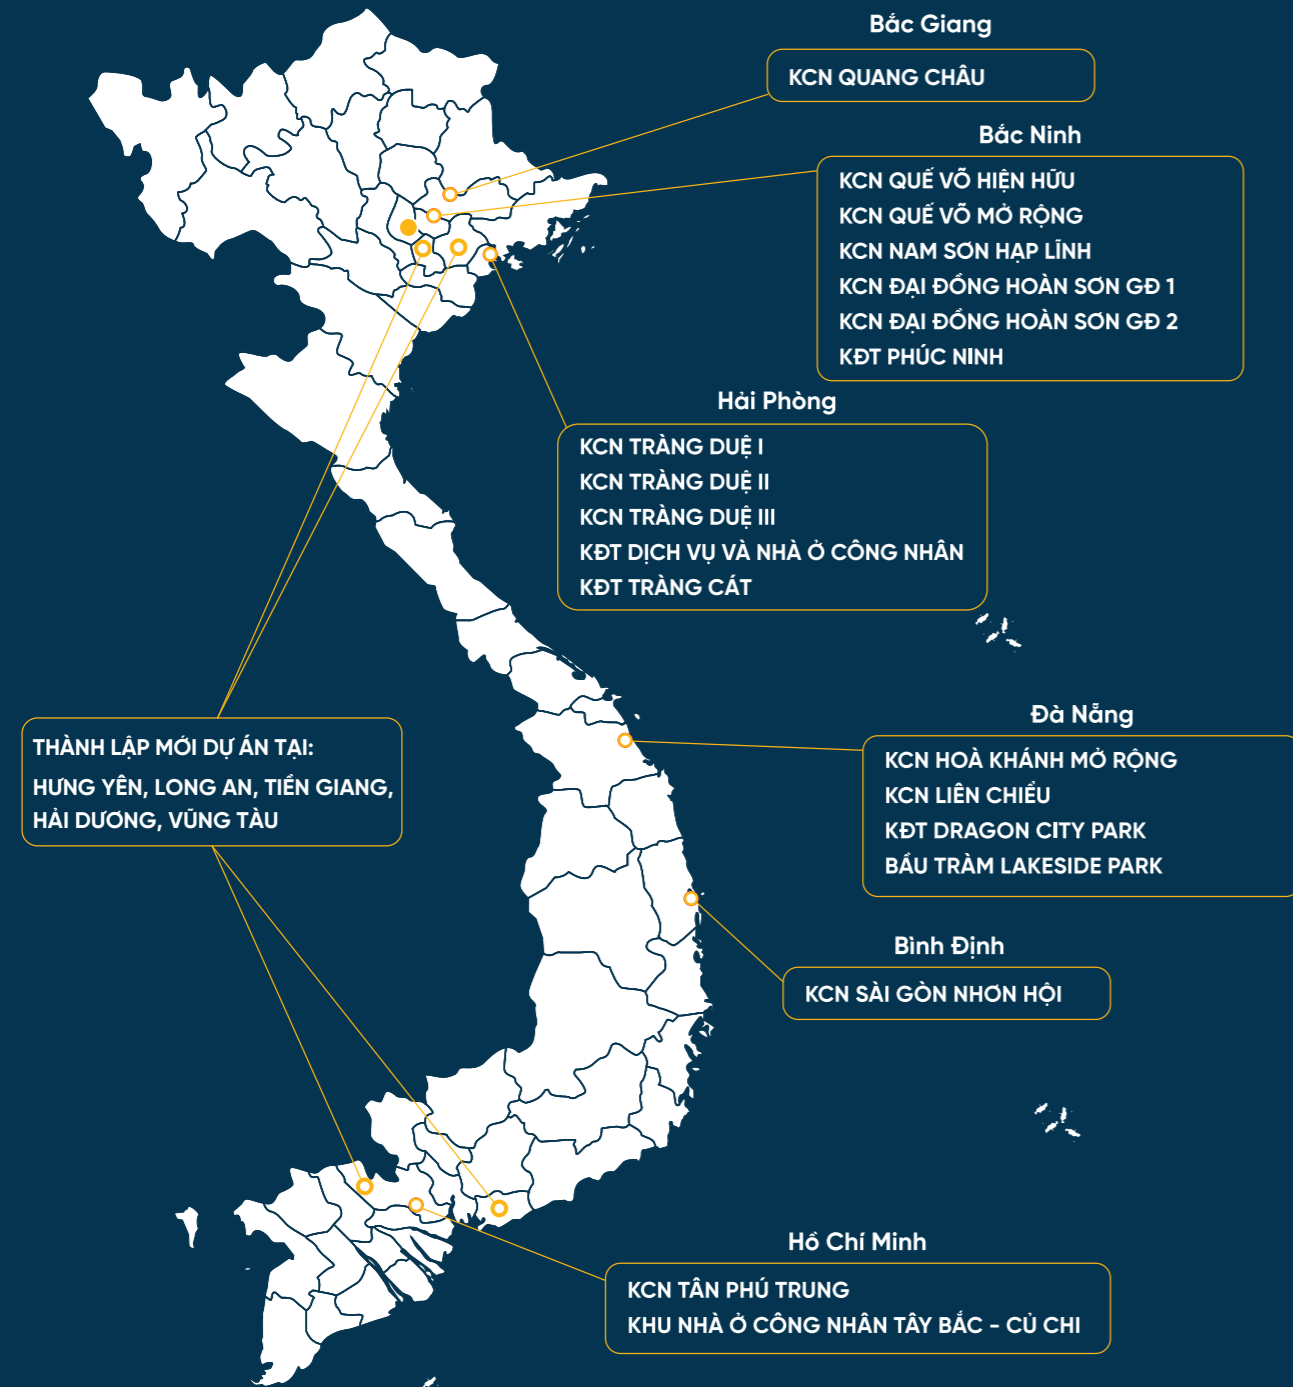 Bắc Giang
KCN QUANG CHÂU
Bắc Ninh
KCN QUẾ VÕ HIỆN HỮU
KCN QUẾ VÕ MỞ RỘNG
KCN NAM SƠN HẠP LĨNH
KCN ĐẠI ĐỒNG HOÀN SƠN GĐ 1
KCN ĐẠI ĐỒNG HOÀN SƠN GĐ 2
KĐT PHÚC NINH
Hải Phòng
KCN TRÀNG DUỆ I
KCN TRÀNG DUỆ II
KCN TRÀNG DUỆ III
KĐT DỊCH VỤ VÀ NHÀ Ở CÔNG NHÂN
KĐT TRÀNG CÁT
THÀNH LẬP MỚI DỰ ÁN TẠI:
HƯNG YÊN, LONG AN, TIỀN GIANG,
HẢI DƯƠNG, VŨNG TÀU
Đà Nẵng
KCN HOÀ KHÁNH MỞ RỘNG
KCN LIÊN CHIỂU
KĐT DRAGON CITY PARK
BẦU TRÀM LAKESIDE PARK
Bình Định
KCN SÀI GÒN NHƠN HỘI
Hồ Chí Minh
KCN TÂN PHÚ TRUNG
KHU NHÀ Ở CÔNG NHÂN TÂY BẮC - CỦ CHI